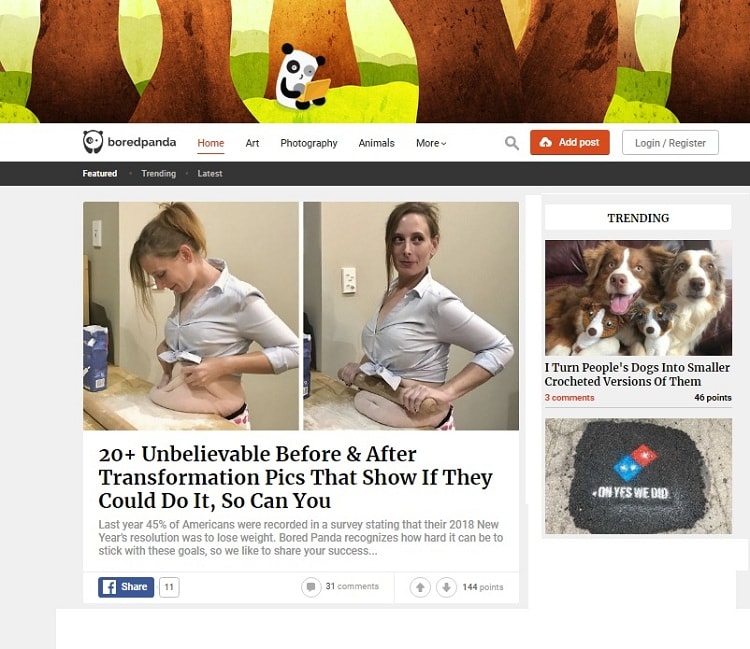 boredpanda
Home
Art
Photography
Animals
More
Add post
Login / Register
Featured
Trending
Latest
20+ Unbelievable Before & After
Transformation Pics That Show If They
Could Do It, So Can You
Last year 45% of Americans were recorded in a survey stating that their 2018 New
Year's resolution was to lose weight. Bored Panda recognizes how hard it can be to
stick with these goals, so we like to share your success...
f Share
11
31 comments
144 points
TRENDING
I Turn People's Dogs Into Smaller
Crocheted Versions Of Them
3 comments
46 points
ON YES WE DID.